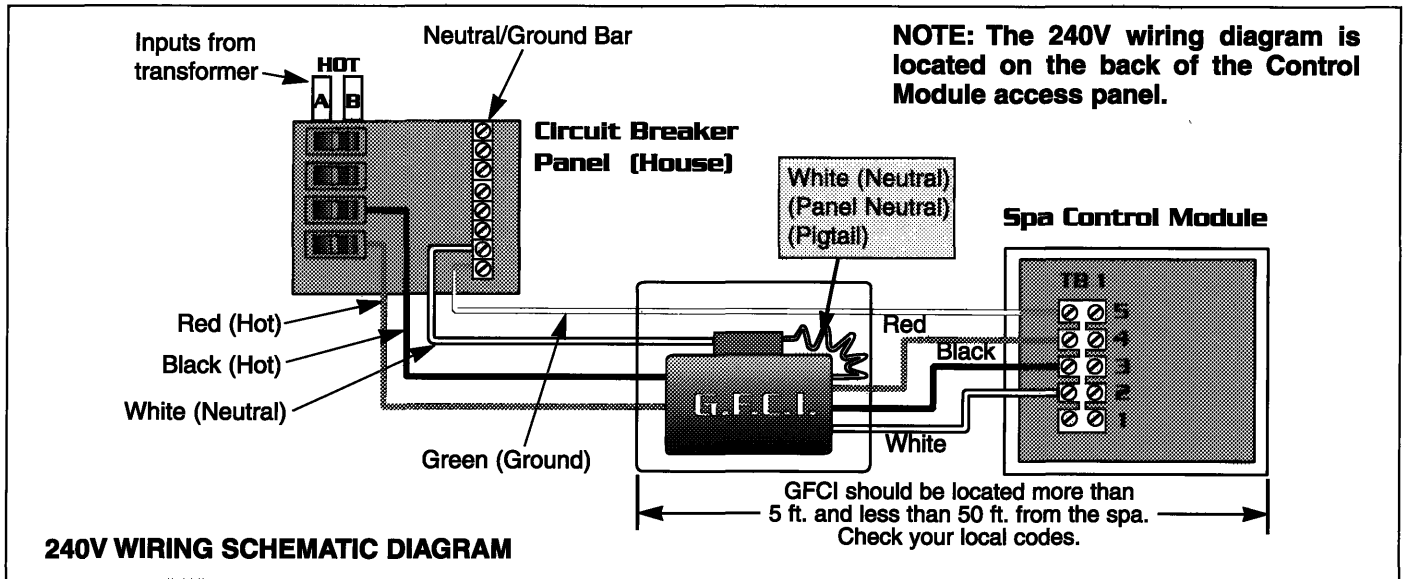 Inputs from
transformer
HOT
A B
Neutral/Ground Bar
NOTE: The 240V wiring diagram is
located on the back of the Control
Module access panel.
Circuit Breaker
Panel (House)
White (Neutral)
(Panel Neutral)
(Pigtail)
Spa Control Module
TB 1
5
4
3
2
1
Red (Hot)
Black (Hot)
White (Neutral)
Green (Ground)
Red
Black
White
G.F.C.I.
GFCI should be located more than
5 ft. and less than 50 ft. from the spa.
Check your local codes.
240V WIRING SCHEMATIC DIAGRAM